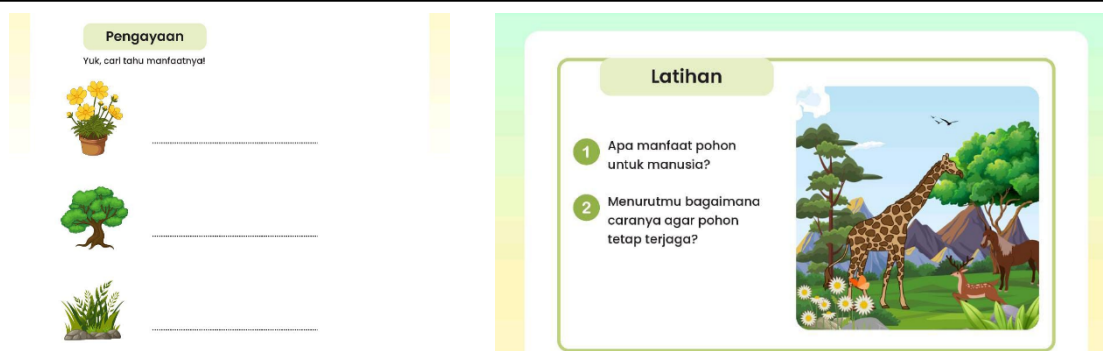 Pengayaan
Yuk, cari tahu manfaatnya!
Latihan
1 Apa manfaat pohon
untuk manusia?
2 Menurutmu bagaimana
caranya agar pohon
tetap terjaga?